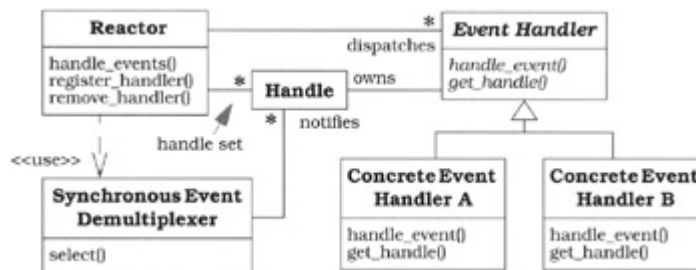 Reactor
handle_events()
register_handler()
remove_handler()
*
dispatches
Event Handler
handle_event()
get_handle()
*
Handle
owns
*
notifies
handle set
<<use>>
Synchronous Event
Demultiplexer
select()
Concrete Event
Handler A
handle_event()
get_handle()
Concrete Event
Handler B
handle_event()
get_handle()